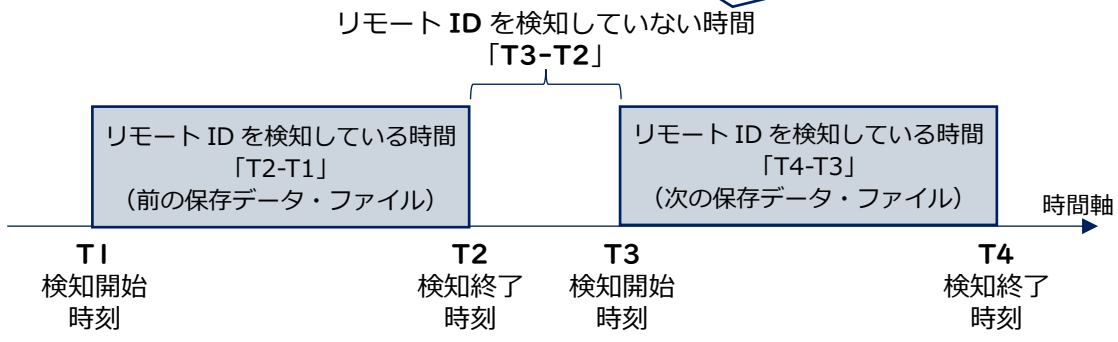 リモート ID を検知していない時間
「T3-T2」
リモート ID を検知している時間
「T2-T1」
（前の保存データ・ファイル）
リモート ID を検知している時間
「T4-T3」
（次の保存データ・ファイル）
時間軸
T1
検知開始
時刻
T2
検知終了
時刻
T3
検知開始
時刻
T4
検知終了
時刻